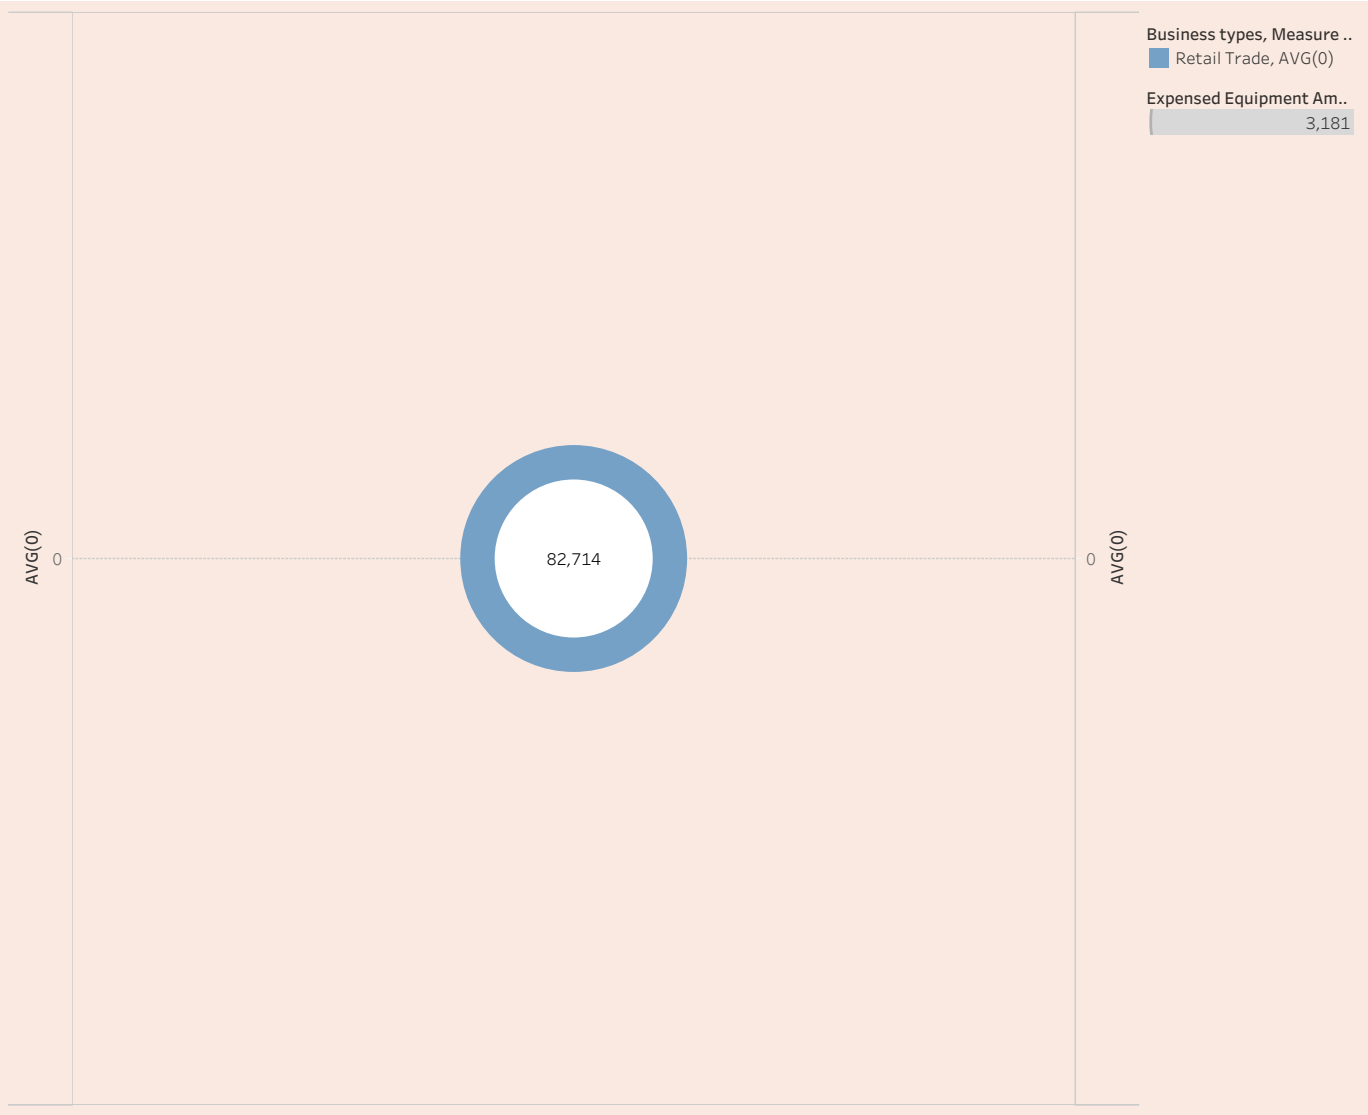 Business types, Measure ..
Retail Trade, AVG(0)
Expensed Equipment Am..
3,181
AVG(0)
0
82,714
0
AVG(0)